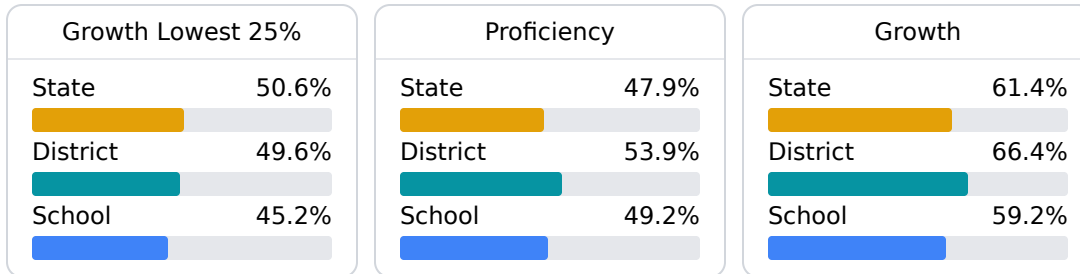 Growth Lowest 25%
State 50.6%
District 49.6%
School 45.2%
Proficiency
State 47.9%
District 53.9%
School 49.2%
Growth
State 61.4%
District 66.4%
School 59.2%